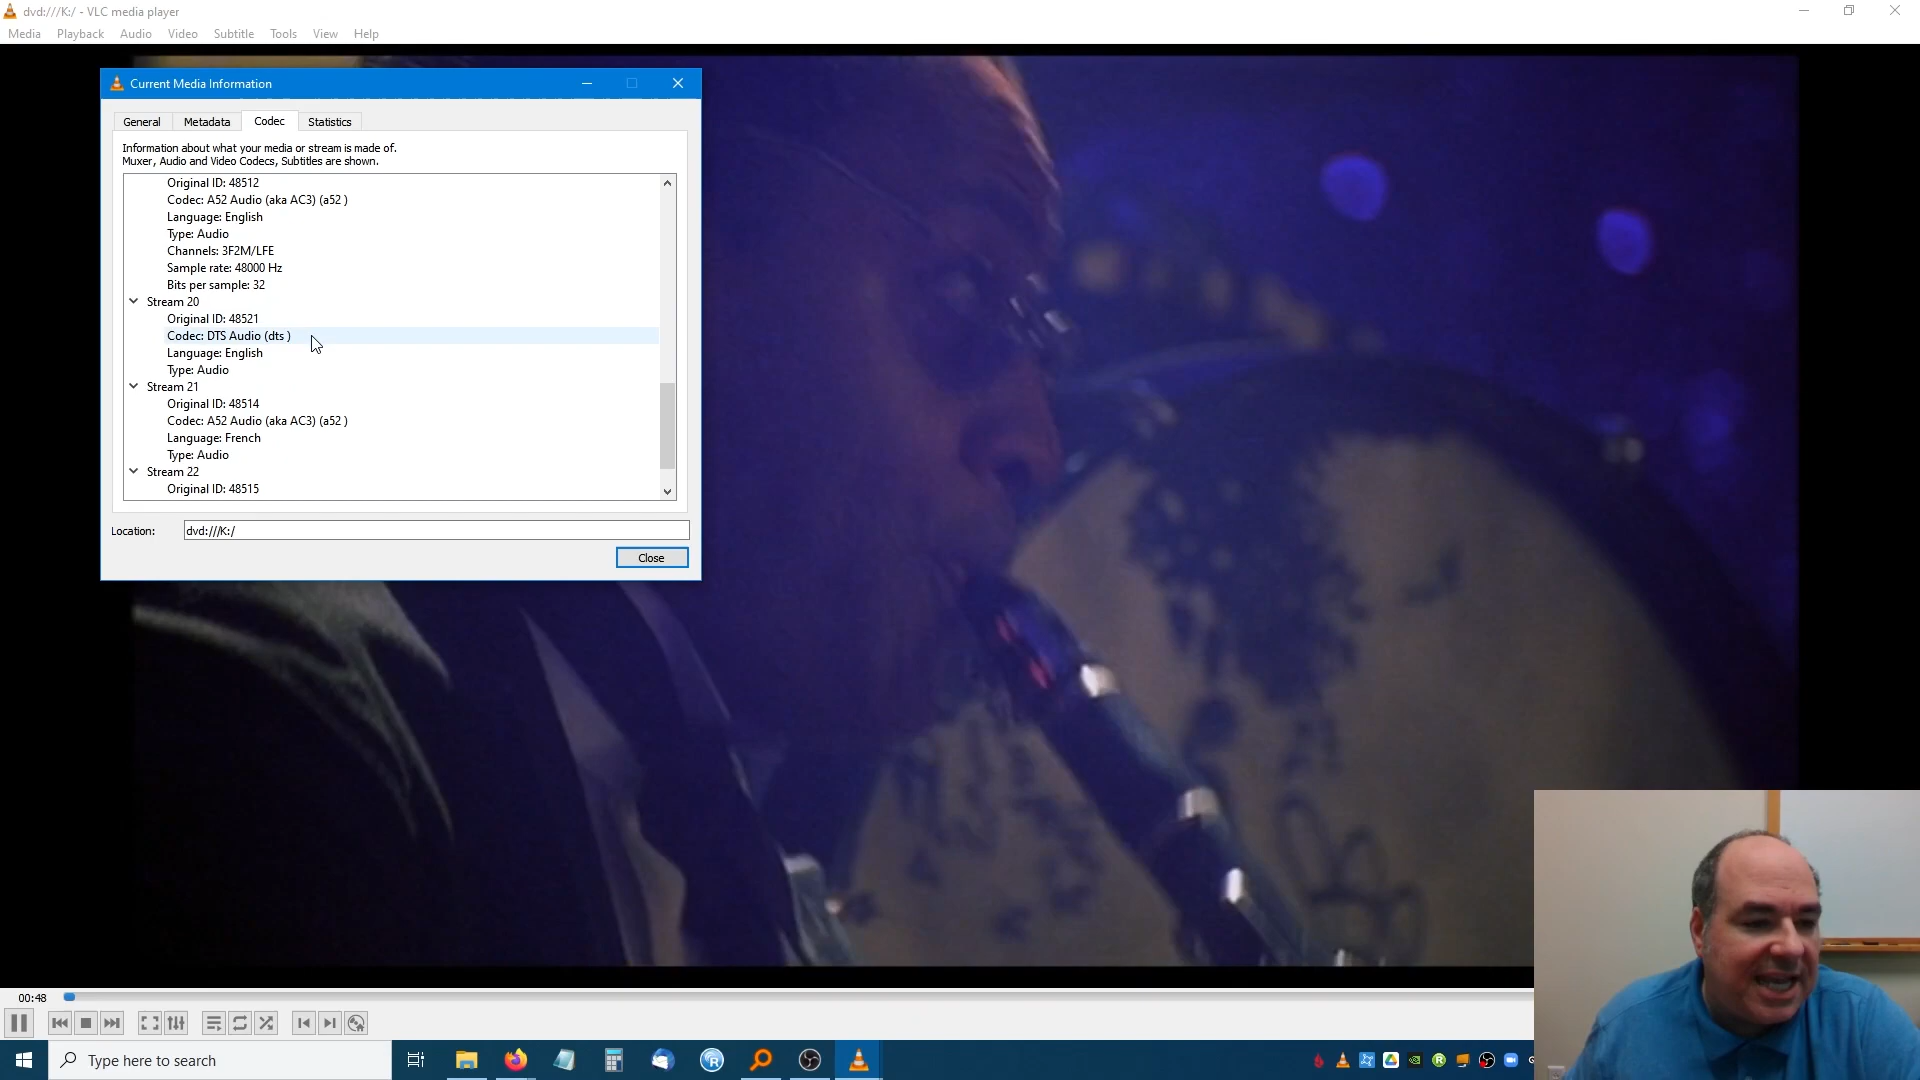 dvd:///K:/ - VLC media player
Media Playback Audio Video Subtitle Tools View Help
Current Media Information
General Metadata Codec Statistics
Information about what your media or stream is made of.
Muxer, Audio and Video Codecs, Subtitles are shown.
Original ID: 48512
Codec: A52 Audio (aka AC3) (a52 )
Language: English
Type: Audio
Channels: 3F2M/LFE
Sample rate: 48000 Hz
Bits per sample: 32
Stream 20
Original ID: 48521
Codec: DTS Audio (dts )
Language: English
Type: Audio
Stream 21
Original ID: 48514
Codec: A52 Audio (aka AC3) (a52 )
Language: French
Type: Audio
Stream 22
Original ID: 48515
Location: dvd:///K:/
Close
00:48
Type here to search